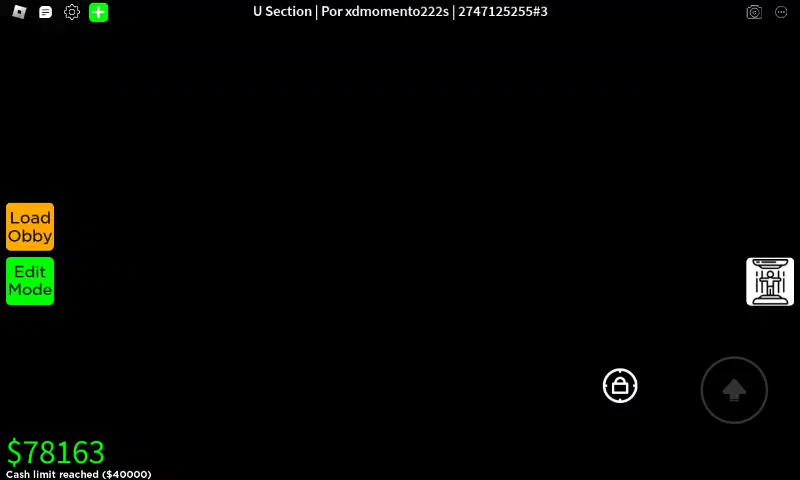 U Section | Por xdmomento222s | 2747125255#3
Load
Obby
Edit
Mode
$78163
Cash limit reached ($40000)